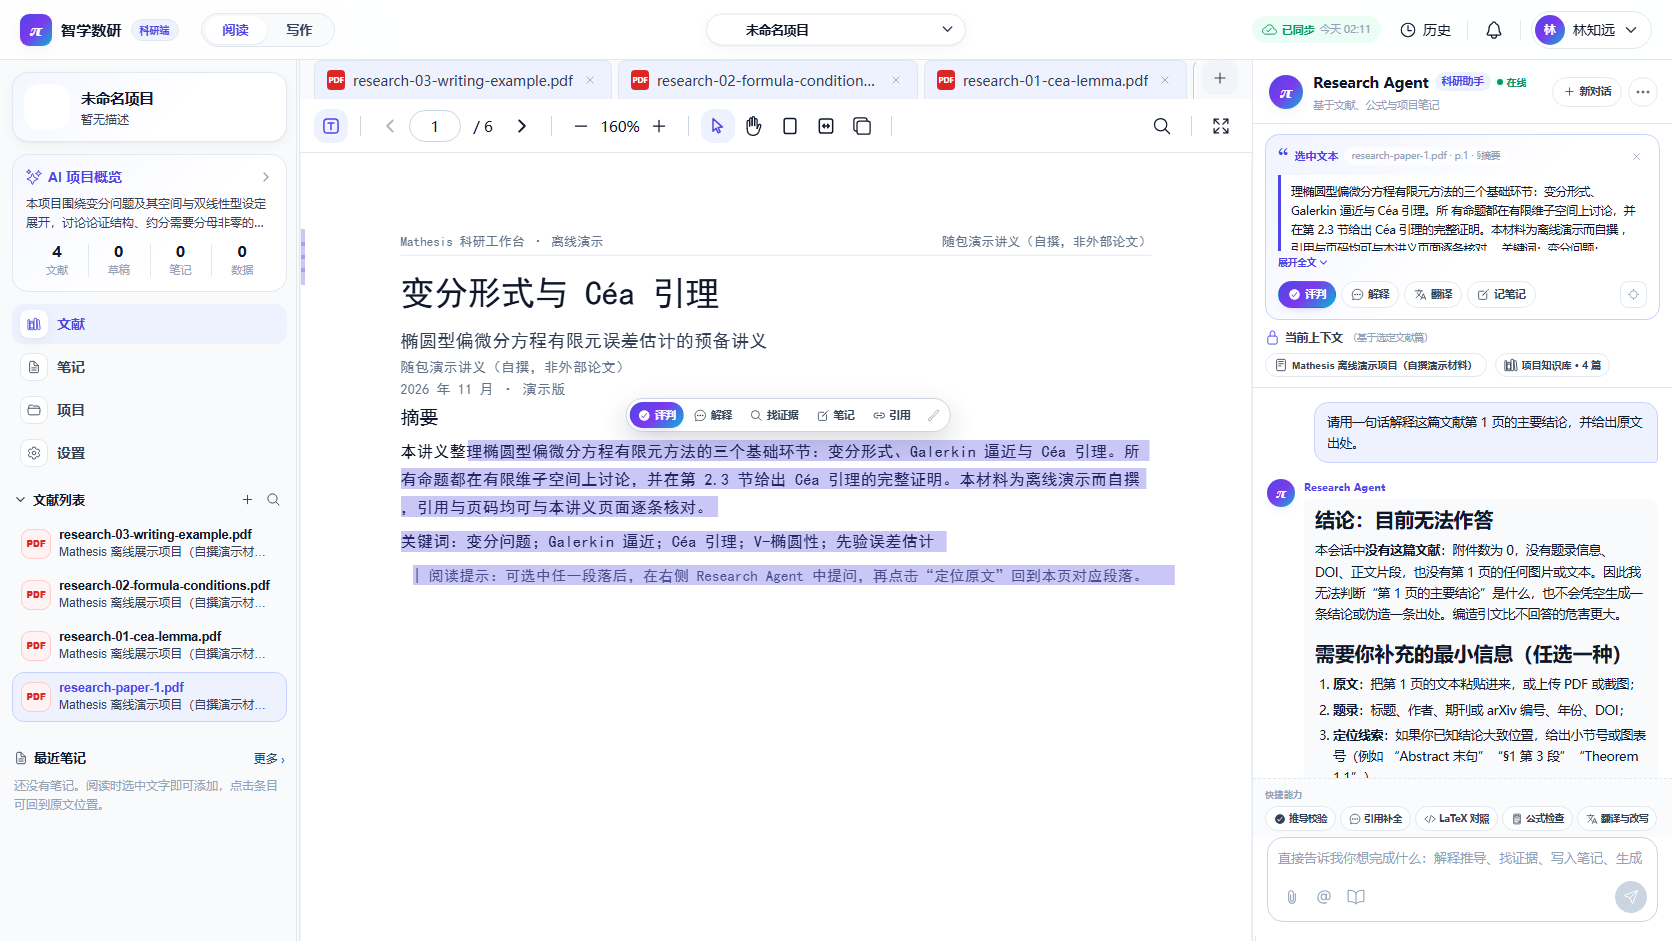 π 智学数研 科研端 阅读 写作 未命名项目 已同步 今天 02:11 历史 林 林知远
未命名项目
暂无描述
AI 项目概览
本项目围绕变分问题及其空间与双线性型设定
展开，讨论论证结构、约分需要分母非零的...
4 0 0 0
文献 草稿 笔记 数据
文献
笔记
项目
设置
文献列表
PDF research-03-writing-example.pdf
Mathesis 离线展示项目（自撰演示材...
PDF research-02-formula-conditions.pdf
Mathesis 离线展示项目（自撰演示材...
PDF research-01-cea-lemma.pdf
Mathesis 离线展示项目（自撰演示材...
PDF research-paper-1.pdf
Mathesis 离线展示项目（自撰演示材...
最近笔记 更多 ›
还没有笔记。阅读时选中文字即可添加，点击条目
可回到原文位置。
PDF research-03-writing-example.pdf × PDF research-02-formula-condition... × PDF research-01-cea-lemma.pdf × +
T 1 / 6 160%
Mathesis 科研工作台 · 离线演示 随包演示讲义（自撰，非外部论文）
变分形式与 Céa 引理
椭圆型偏微分方程有限元误差估计的预备讲义
随包演示讲义（自撰，非外部论文）
2026 年 11 月 · 演示版
摘要
评判 解释 找证据 笔记 引用
本讲义整理椭圆型偏微分方程有限元方法的三个基础环节：变分形式、Galerkin 逼近与 Céa 引理。所
有命题都在有限维子空间上讨论，并在第 2.3 节给出 Céa 引理的完整证明。本材料为离线演示而自撰
，引用与页码均可与本讲义页面逐条核对。
关键词：变分问题；Galerkin 逼近；Céa 引理；V-椭圆性；先验误差估计
| 阅读提示：可选中任一段落后，在右侧 Research Agent 中提问，再点击“定位原文”回到本页对应段落。
π Research Agent 科研助手 在线
基于文献、公式与项目笔记
+ 新对话
“ 选中文本 research-paper-1.pdf · p.1 · §摘要 ×
理椭圆型偏微分方程有限元方法的三个基础环节：变分形式、
Galerkin 逼近与 Céa 引理。所 有命题都在有限维子空间上讨论，并
在第 2.3 节给出 Céa 引理的完整证明。本材料为离线演示而自撰 ，
引用与页码均可与本讲义页面逐条核对。 关键词：变分问题；
展开全文
评判 解释 翻译 记笔记
当前上下文 （基于选定文献篇）
Mathesis 离线演示项目（自撰演示材料） 项目知识库 • 4 篇
请用一句话解释这篇文献第 1 页的主要结论，并给出原文
出处。
π Research Agent
结论：目前无法作答
本会话中没有这篇文献：附件数为 0，没有题录信息、
DOI、正文片段，也没有第 1 页的任何图片或文本。因此我
无法判断“第 1 页的主要结论”是什么，也不会凭空生成一
条结论或伪造一条出处。编造引文比不回答的危害更大。
需要你补充的最小信息（任选一种）
1. 原文：把第 1 页的文本粘贴进来，或上传 PDF 或截图；
2. 题录：标题、作者、期刊或 arXiv 编号、年份、DOI；
3. 定位线索：如果你已知结论大致位置，给出小节号或图表
号（例如 “Abstract 末句” “§1 第 3 段” “Theorem
1.1”）
快捷能力
推导校验 引用补全 LaTeX 对照 公式检查 翻译与改写
直接告诉我你想完成什么：解释推导、找证据、写入笔记、生成